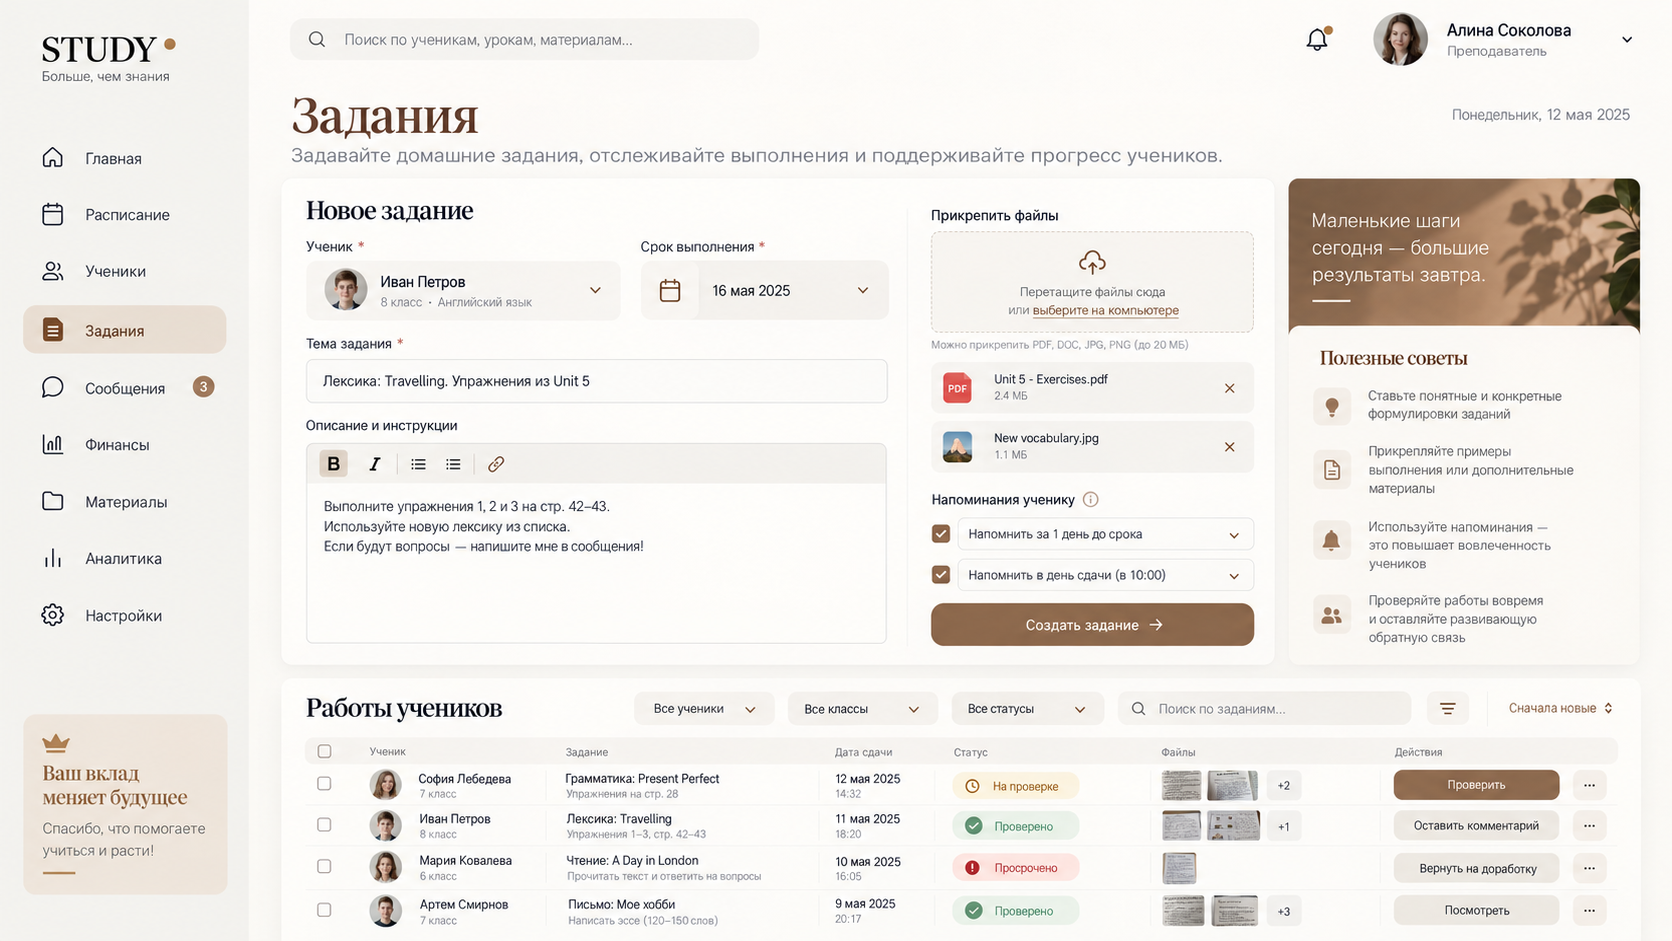 STUDY
Больше, чем знания
Главная
Расписание
Ученики
Задания
Сообщения 3
Финансы
Материалы
Аналитика
Настройки
Ваш вклад
меняет будущее
Спасибо, что помогаете
учиться и расти!
Поиск по ученикам, урокам, материалам...
Алина Соколова
Преподаватель
Задания
Понедельник, 12 мая 2025
Задавайте домашние задания, отслеживайте выполнения и поддерживайте прогресс учеников.
Новое задание
Ученик *
Иван Петров
8 класс • Английский язык
Срок выполнения *
16 мая 2025
Тема задания *
Лексика: Travelling. Упражнения из Unit 5
Описание и инструкции
B I
Выполните упражнения 1, 2 и 3 на стр. 42–43.
Используйте новую лексику из списка.
Если будут вопросы — напишите мне в сообщения!
Прикрепить файлы
Перетащите файлы сюда
или выберите на компьютере
Можно прикрепить PDF, DOC, JPG, PNG (до 20 МБ)
PDF
Unit 5 - Exercises.pdf
2.4 МБ
New vocabulary.jpg
1.1 МБ
Напоминания ученику
Напомнить за 1 день до срока
Напомнить в день сдачи (в 10:00)
Создать задание →
Маленькие шаги
сегодня — большие
результаты завтра.
Полезные советы
Ставьте понятные и конкретные
формулировки заданий
Прикрепляйте примеры
выполнения или дополнительные
материалы
Используйте напоминания —
это повышает вовлеченность
учеников
Проверяйте работы вовремя
и оставляйте развивающую
обратную связь
Работы учеников
Все ученики
Все классы
Все статусы
Поиск по заданиям...
Сначала новые
Ученик Задание Дата сдачи Статус Файлы Действия
София Лебедева Грамматика: Present Perfect 12 мая 2025 На проверке +2 Проверить ...
7 класс Упражнения на стр. 28 14:32
Иван Петров Лексика: Travelling 11 мая 2025 Проверено +1 Оставить комментарий ...
8 класс Упражнения 1–3, стр. 42–43 18:20
Мария Ковалева Чтение: A Day in London 10 мая 2025 Просрочено Вернуть на доработку ...
6 класс Прочитать текст и ответить на вопросы 16:05
Артем Смирнов Письмо: Мое хобби 9 мая 2025 Проверено +3 Посмотреть ...
7 класс Написать эссе (120–150 слов) 20:17